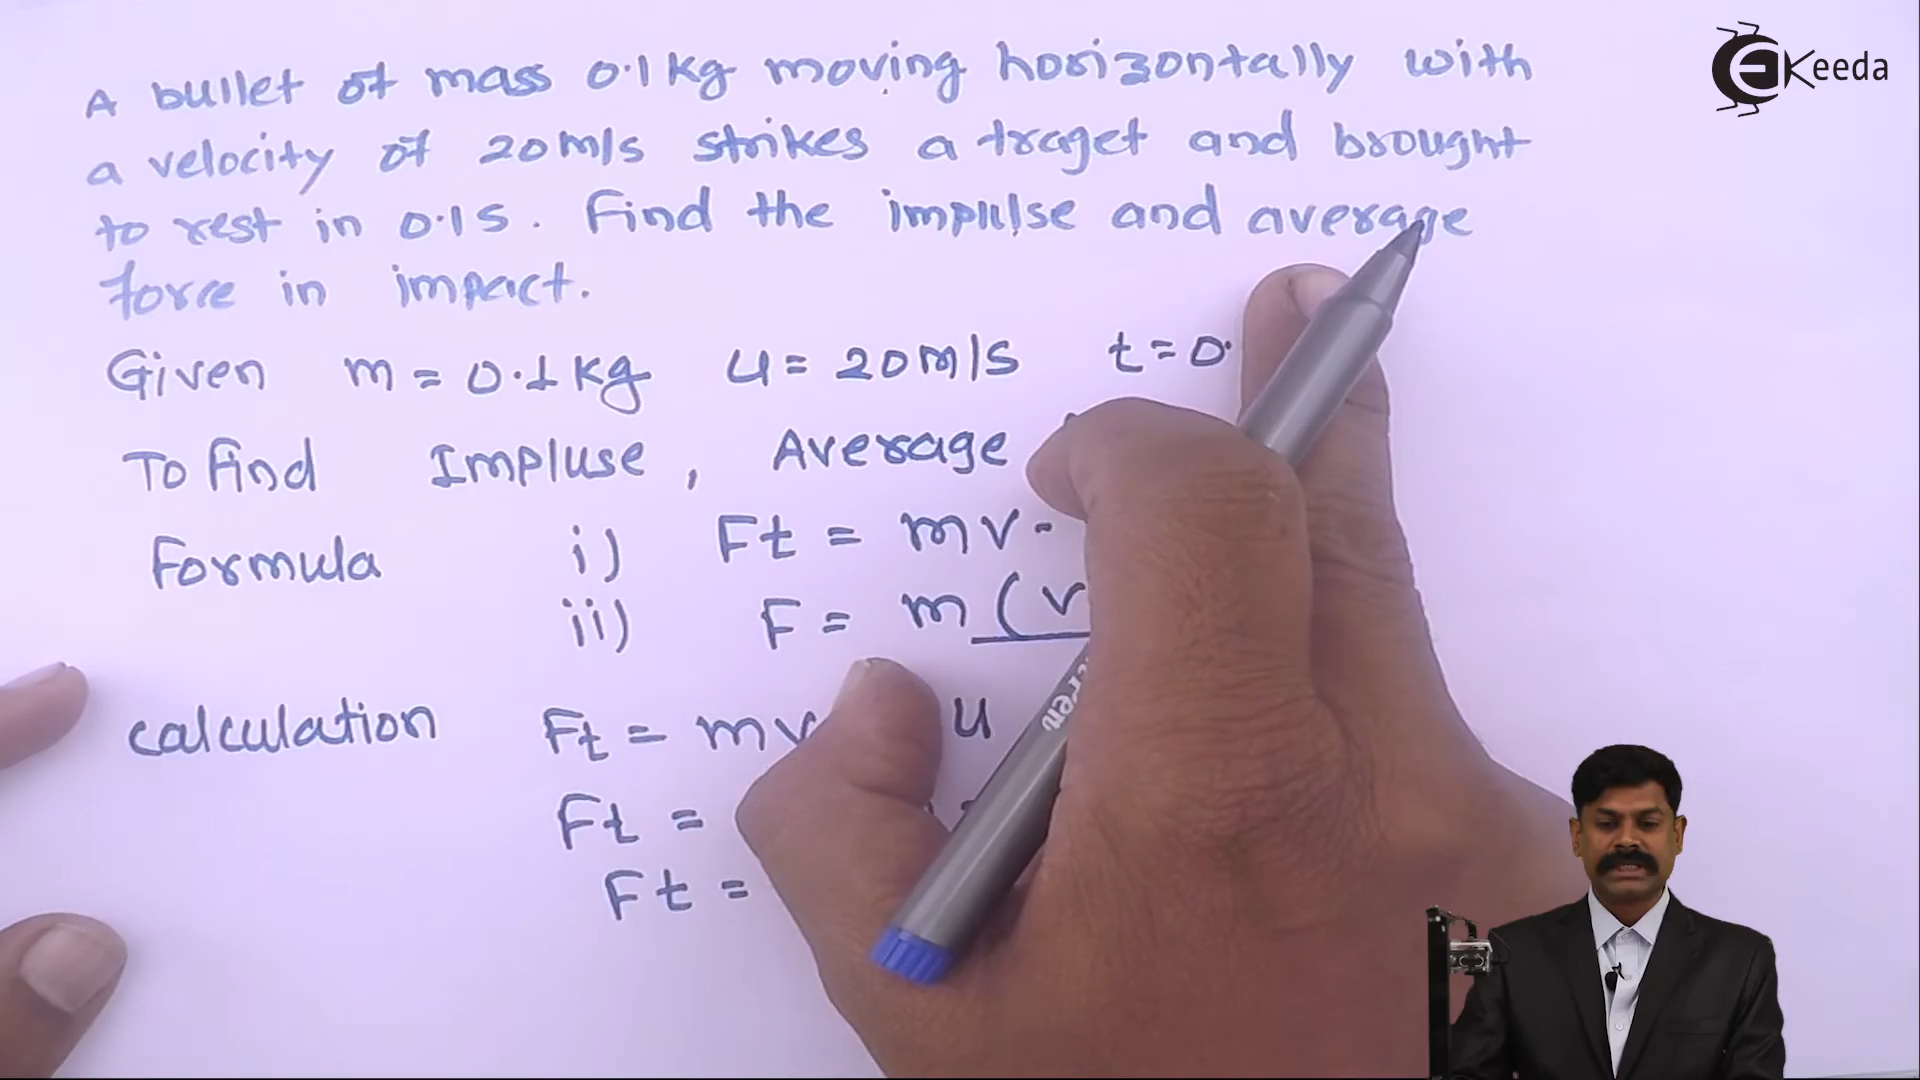 EKeeda
A bullet of mass 0.1kg moving horizontally with
a velocity of 20m/s strikes a traget and brought
to rest in 0.1s. Find the impulse and average
force in impact.
Given m = 0.1kg u = 20m/s t = 0.
To find Impluse, Average
Formula i) Ft = mv -
ii) F = m(v
calculation Ft = mv u
Ft =
Ft =